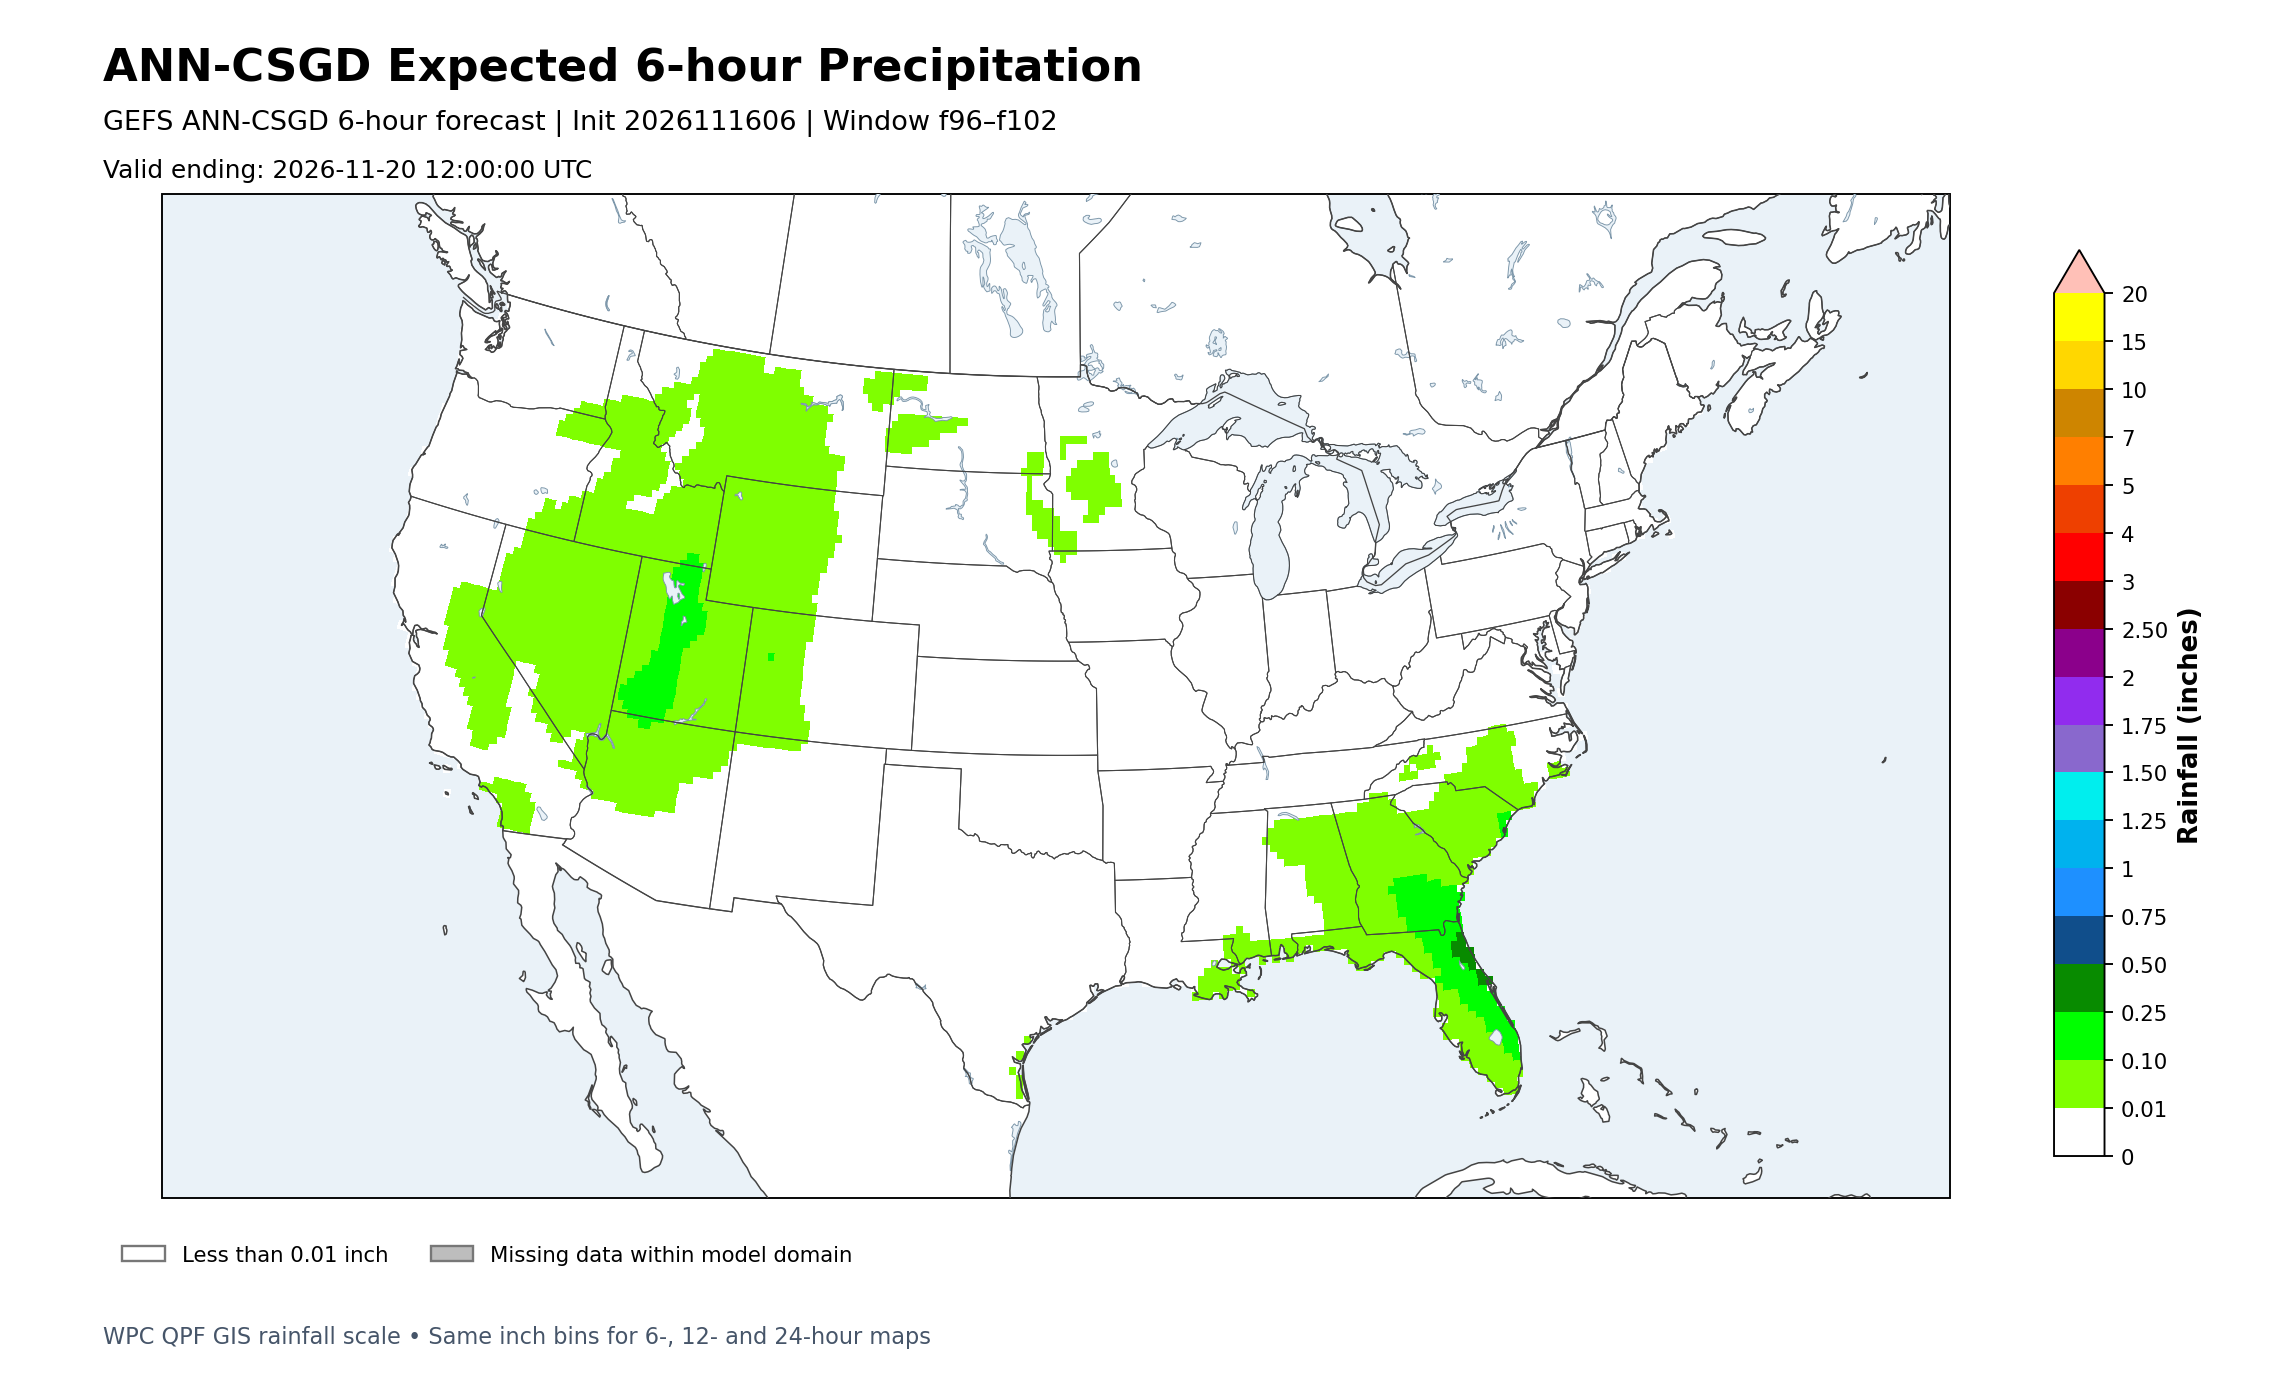 ANN-CSGD Expected 6-hour Precipitation
GEFS ANN-CSGD 6-hour forecast | Init 2026111606 | Window f96–f102
Valid ending: 2026-11-20 12:00:00 UTC
20
15
10
7
5
4
3
2.50
2
1.75
1.50
1.25
1
0.75
0.50
0.25
0.10
0.01
0
Rainfall (inches)
Less than 0.01 inch
Missing data within model domain
WPC QPF GIS rainfall scale • Same inch bins for 6-, 12- and 24-hour maps